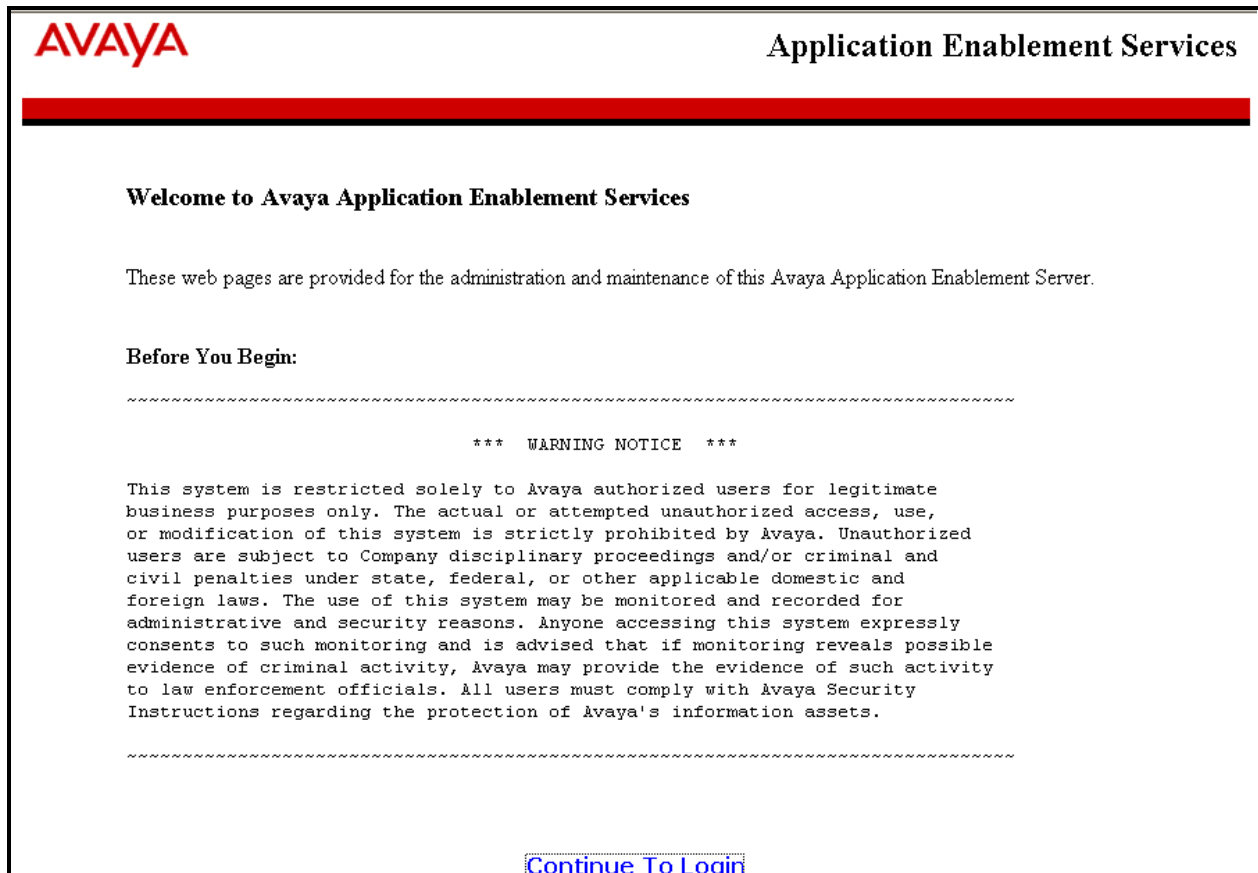 AVAYA
Application Enablement Services
Welcome to Avaya Application Enablement Services
These web pages are provided for the administration and maintenance of this Avaya Application Enablement Server.
Before You Begin:
~~~~~~~~~~~~~~~~~~~~~~~~~~~~~~~~~~~~~~~~~~~~~~~~~~~~~~~~~~~~~~~~~~~~~~~~~~~~~~~~
*** WARNING NOTICE ***
This system is restricted solely to Avaya authorized users for legitimate
business purposes only. The actual or attempted unauthorized access, use,
or modification of this system is strictly prohibited by Avaya. Unauthorized
users are subject to Company disciplinary proceedings and/or criminal and
civil penalties under state, federal, or other applicable domestic and
foreign laws. The use of this system may be monitored and recorded for
administrative and security reasons. Anyone accessing this system expressly
consents to such monitoring and is advised that if monitoring reveals possible
evidence of criminal activity, Avaya may provide the evidence of such activity
to law enforcement officials. All users must comply with Avaya Security
Instructions regarding the protection of Avaya's information assets.
~~~~~~~~~~~~~~~~~~~~~~~~~~~~~~~~~~~~~~~~~~~~~~~~~~~~~~~~~~~~~~~~~~~~~~~~~~~~~~~~
Continue To Login